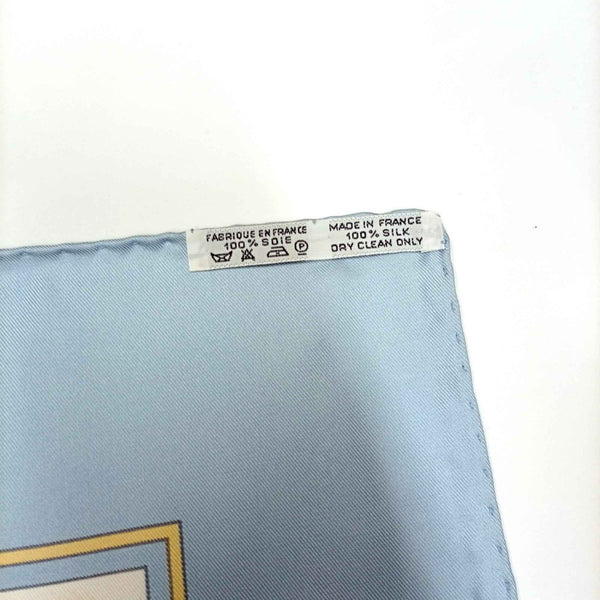 FABRIQUE EN FRANCE
100% SOIE
P
MADE IN FRANCE
100% SILK
DRY CLEAN ONLY